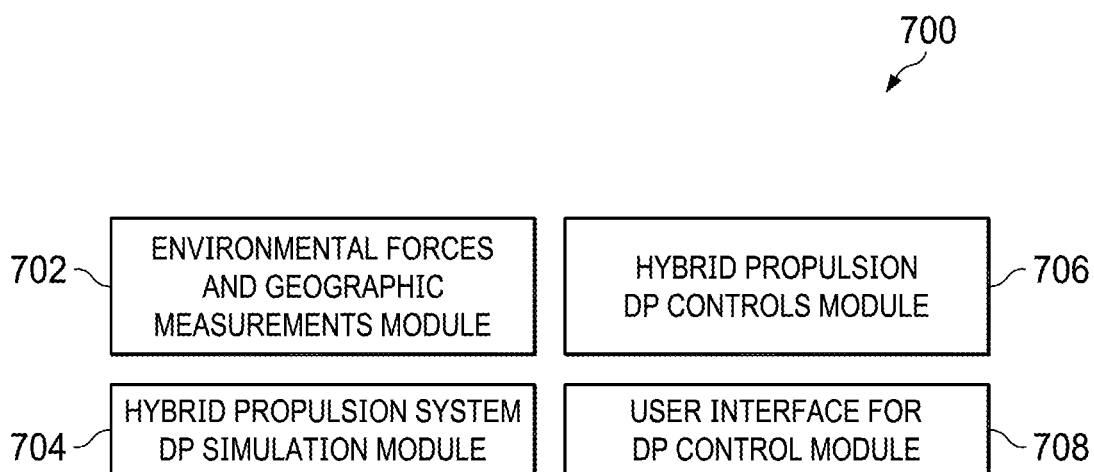 700
702
ENVIRONMENTAL FORCES
AND GEOGRAPHIC
MEASUREMENTS MODULE
HYBRID PROPULSION
DP CONTROLS MODULE
706
704
HYBRID PROPULSION SYSTEM
DP SIMULATION MODULE
USER INTERFACE FOR
DP CONTROL MODULE
708